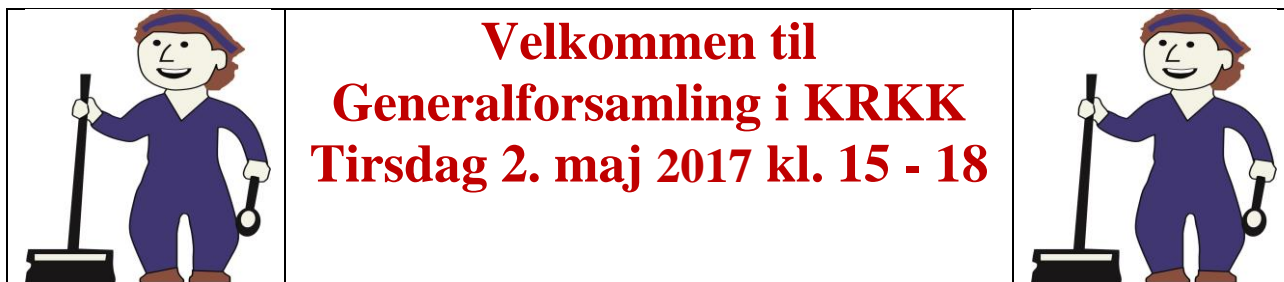 Velkommen til
Generalforsamling i KRKK
Tirsdag 2. maj 2017 kl. 15 - 18